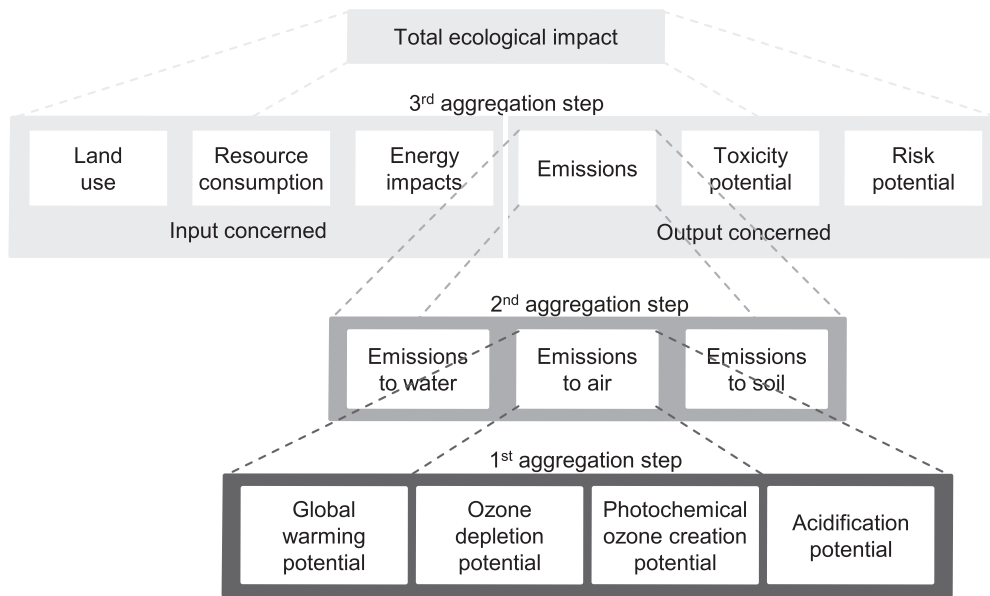 Total ecological impact
3rd aggregation step
Land
use
Resource
consumption
Energy
impacts
Emissions
Toxicity
potential
Risk
potential
Input concerned
Output concerned
2nd aggregation step
Emissions
to water
Emissions
to air
Emissions
to soil
1st aggregation step
Global
warming
potential
Ozone
depletion
potential
Photochemical
ozone creation
potential
Acidification
potential